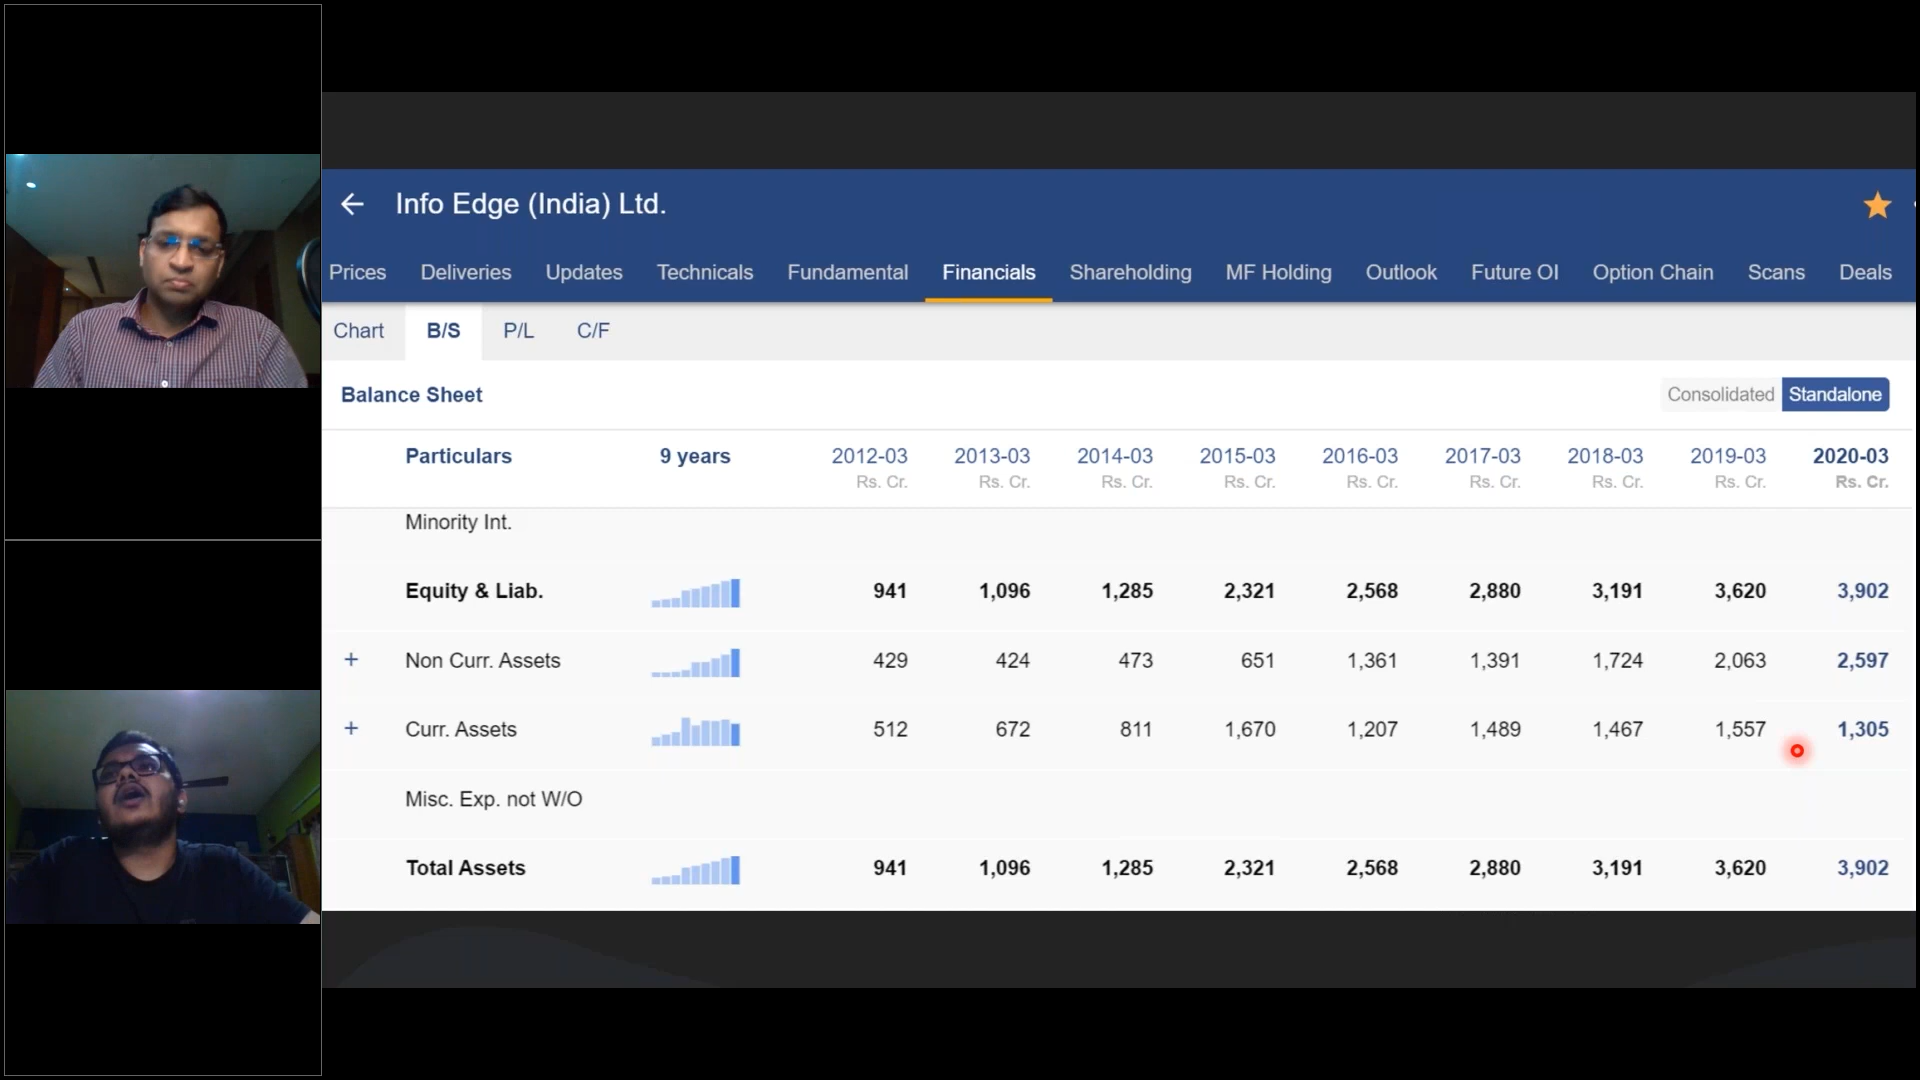 Info Edge (India) Ltd.
Prices Deliveries Updates Technicals Fundamental Financials Shareholding MF Holding Outlook Future OI Option Chain Scans Deals
Chart B/S P/L C/F
Balance Sheet Consolidated Standalone
Particulars 9 years 2012-03 2013-03 2014-03 2015-03 2016-03 2017-03 2018-03 2019-03 2020-03
Rs. Cr. Rs. Cr. Rs. Cr. Rs. Cr. Rs. Cr. Rs. Cr. Rs. Cr. Rs. Cr. Rs. Cr.
Minority Int.
Equity & Liab. 941 1,096 1,285 2,321 2,568 2,880 3,191 3,620 3,902
+ Non Curr. Assets 429 424 473 651 1,361 1,391 1,724 2,063 2,597
+ Curr. Assets 512 672 811 1,670 1,207 1,489 1,467 1,557 1,305
Misc. Exp. not W/O
Total Assets 941 1,096 1,285 2,321 2,568 2,880 3,191 3,620 3,902